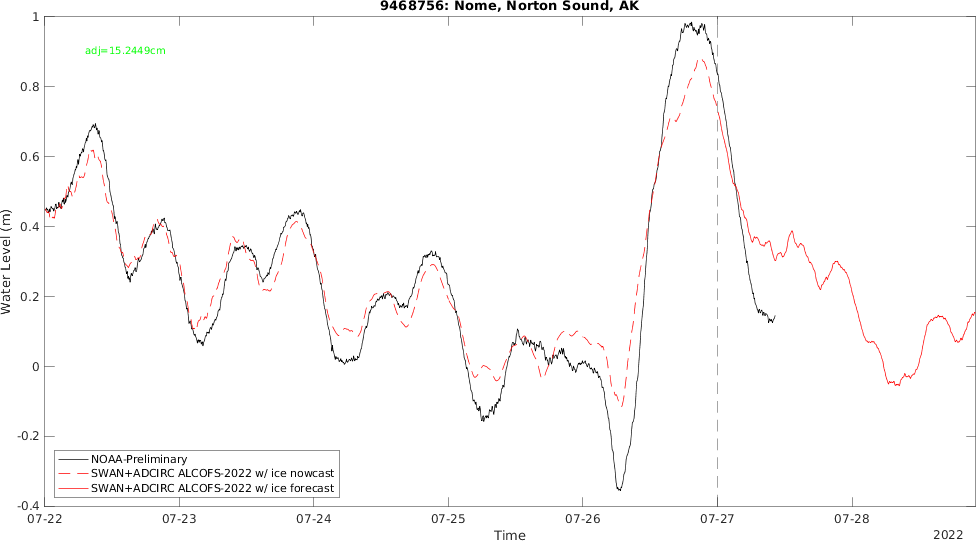 9468756: Nome, Norton Sound, AK
adj=15.2449cm
Water Level (m)
1
0.8
0.6
0.4
0.2
0
-0.2
-0.4
NOAA-Preliminary
SWAN+ADCIRC ALCOFS-2022 w/ ice nowcast
SWAN+ADCIRC ALCOFS-2022 w/ ice forecast
07-22 07-23 07-24 07-25 07-26 07-27 07-28
Time
2022